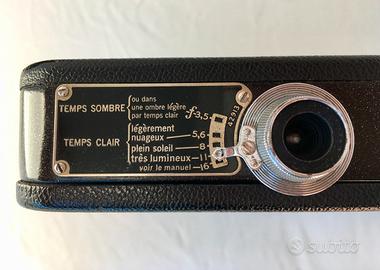 TEMPS SOMBRE
ou dans
une ombre légère
par temps clair
f-3,5
TEMPS CLAIR
légèrement
nuageux 5,6
plein soleil 8
très lumineux 11
voir le manuel 16
42913
subito